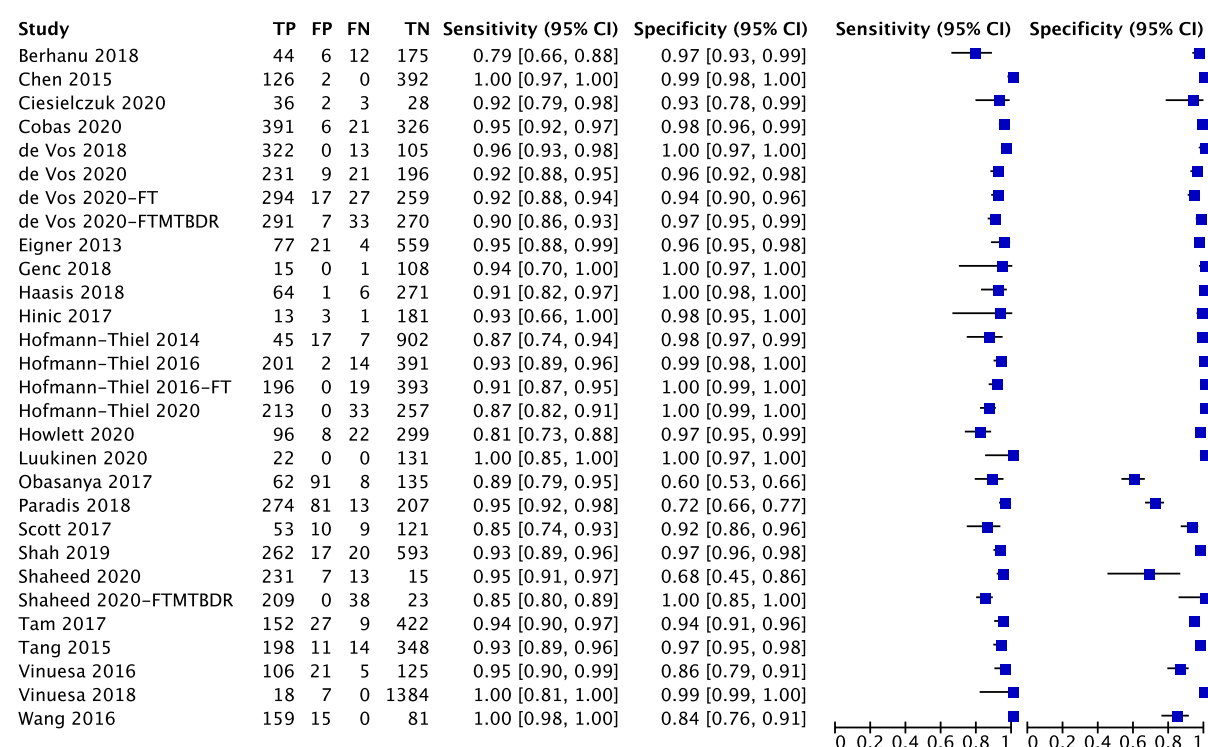 Study TP FP FN TN Sensitivity (95% CI) Specificity (95% CI) Sensitivity (95% CI) Specificity (95% CI)
Berhanu 2018 44 6 12 175 0.79 [0.66, 0.88] 0.97 [0.93, 0.99]
Chen 2015 126 2 0 392 1.00 [0.97, 1.00] 0.99 [0.98, 1.00]
Ciesielczuk 2020 36 2 3 28 0.92 [0.79, 0.98] 0.93 [0.78, 0.99]
Cobas 2020 391 6 21 326 0.95 [0.92, 0.97] 0.98 [0.96, 0.99]
de Vos 2018 322 0 13 105 0.96 [0.93, 0.98] 1.00 [0.97, 1.00]
de Vos 2020 231 9 21 196 0.92 [0.88, 0.95] 0.96 [0.92, 0.98]
de Vos 2020-FT 294 17 27 259 0.92 [0.88, 0.94] 0.94 [0.90, 0.96]
de Vos 2020-FTMTBDR 291 7 33 270 0.90 [0.86, 0.93] 0.97 [0.95, 0.99]
Eigner 2013 77 21 4 559 0.95 [0.88, 0.99] 0.96 [0.95, 0.98]
Genc 2018 15 0 1 108 0.94 [0.70, 1.00] 1.00 [0.97, 1.00]
Haasis 2018 64 1 6 271 0.91 [0.82, 0.97] 1.00 [0.98, 1.00]
Hinic 2017 13 3 1 181 0.93 [0.66, 1.00] 0.98 [0.95, 1.00]
Hofmann-Thiel 2014 45 17 7 902 0.87 [0.74, 0.94] 0.98 [0.97, 0.99]
Hofmann-Thiel 2016 201 2 14 391 0.93 [0.89, 0.96] 0.99 [0.98, 1.00]
Hofmann-Thiel 2016-FT 196 0 19 393 0.91 [0.87, 0.95] 1.00 [0.99, 1.00]
Hofmann-Thiel 2020 213 0 33 257 0.87 [0.82, 0.91] 1.00 [0.99, 1.00]
Howlett 2020 96 8 22 299 0.81 [0.73, 0.88] 0.97 [0.95, 0.99]
Luukinen 2020 22 0 0 131 1.00 [0.85, 1.00] 1.00 [0.97, 1.00]
Obasanya 2017 62 91 8 135 0.89 [0.79, 0.95] 0.60 [0.53, 0.66]
Paradis 2018 274 81 13 207 0.95 [0.92, 0.98] 0.72 [0.66, 0.77]
Scott 2017 53 10 9 121 0.85 [0.74, 0.93] 0.92 [0.86, 0.96]
Shah 2019 262 17 20 593 0.93 [0.89, 0.96] 0.97 [0.96, 0.98]
Shaheed 2020 231 7 13 15 0.95 [0.91, 0.97] 0.68 [0.45, 0.86]
Shaheed 2020-FTMTBDR 209 0 38 23 0.85 [0.80, 0.89] 1.00 [0.85, 1.00]
Tam 2017 152 27 9 422 0.94 [0.90, 0.97] 0.94 [0.91, 0.96]
Tang 2015 198 11 14 348 0.93 [0.89, 0.96] 0.97 [0.95, 0.98]
Vinuesa 2016 106 21 5 125 0.95 [0.90, 0.99] 0.86 [0.79, 0.91]
Vinuesa 2018 18 7 0 1384 1.00 [0.81, 1.00] 0.99 [0.99, 1.00]
Wang 2016 159 15 0 81 1.00 [0.98, 1.00] 0.84 [0.76, 0.91]
0 0.2 0.4 0.6 0.8 1 0 0.2 0.4 0.6 0.8 1